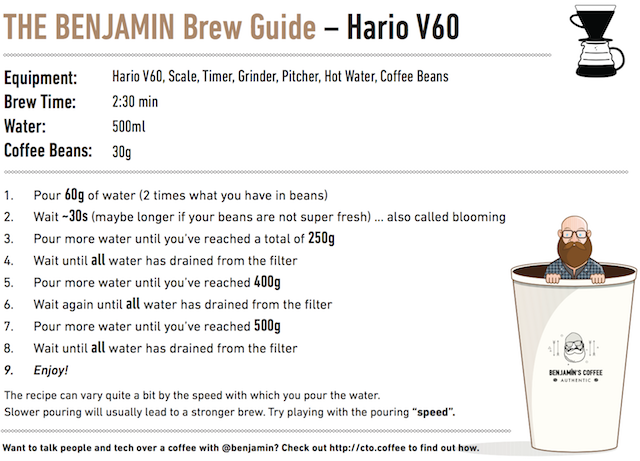 THE BENJAMIN Brew Guide – Hario V60
Equipment: Hario V60, Scale, Timer, Grinder, Pitcher, Hot Water, Coffee Beans
Brew Time: 2:30 min
Water: 500ml
Coffee Beans: 30g
1. Pour 60g of water (2 times what you have in beans)
2. Wait ~30s (maybe longer if your beans are not super fresh) ... also called blooming
3. Pour more water until you've reached a total of 250g
4. Wait until all water has drained from the filter
5. Pour more water until you've reached 400g
6. Wait again until all water has drained from the filter
7. Pour more water until you've reached 500g
8. Wait until all water has drained from the filter
9. Enjoy!
The recipe can vary quite a bit by the speed with which you pour the water.
Slower pouring will usually lead to a stronger brew. Try playing with the pouring “speed”.
Want to talk people and tech over a coffee with @benjamin? Check out http://cto.coffee to find out how.
BENJAMIN'S COFFEE
AUTHENTIC